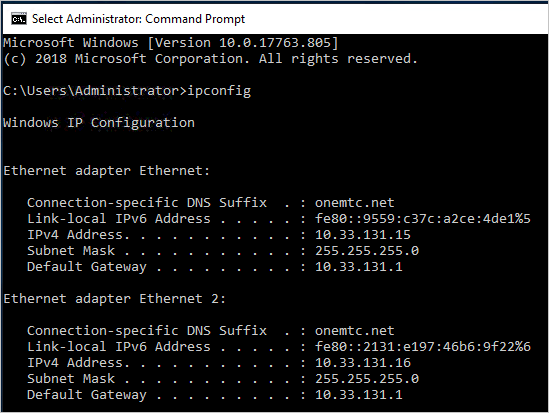 Select Administrator: Command Prompt
Microsoft Windows [Version 10.0.17763.805]
(c) 2018 Microsoft Corporation. All rights reserved.
C:\Users\Administrator>ipconfig
Windows IP Configuration
Ethernet adapter Ethernet:
Connection-specific DNS Suffix . : onemtc.net
Link-local IPv6 Address . . . . . : fe80::9559:c37c:a2ce:4de1%5
IPv4 Address. . . . . . . . . . . : 10.33.131.15
Subnet Mask . . . . . . . . . . . : 255.255.255.0
Default Gateway . . . . . . . . . : 10.33.131.1
Ethernet adapter Ethernet 2:
Connection-specific DNS Suffix . : onemtc.net
Link-local IPv6 Address . . . . . : fe80::2131:e197:46b6:9f22%6
IPv4 Address. . . . . . . . . . . : 10.33.131.16
Subnet Mask . . . . . . . . . . . : 255.255.255.0
Default Gateway . . . . . . . . . : 10.33.131.1